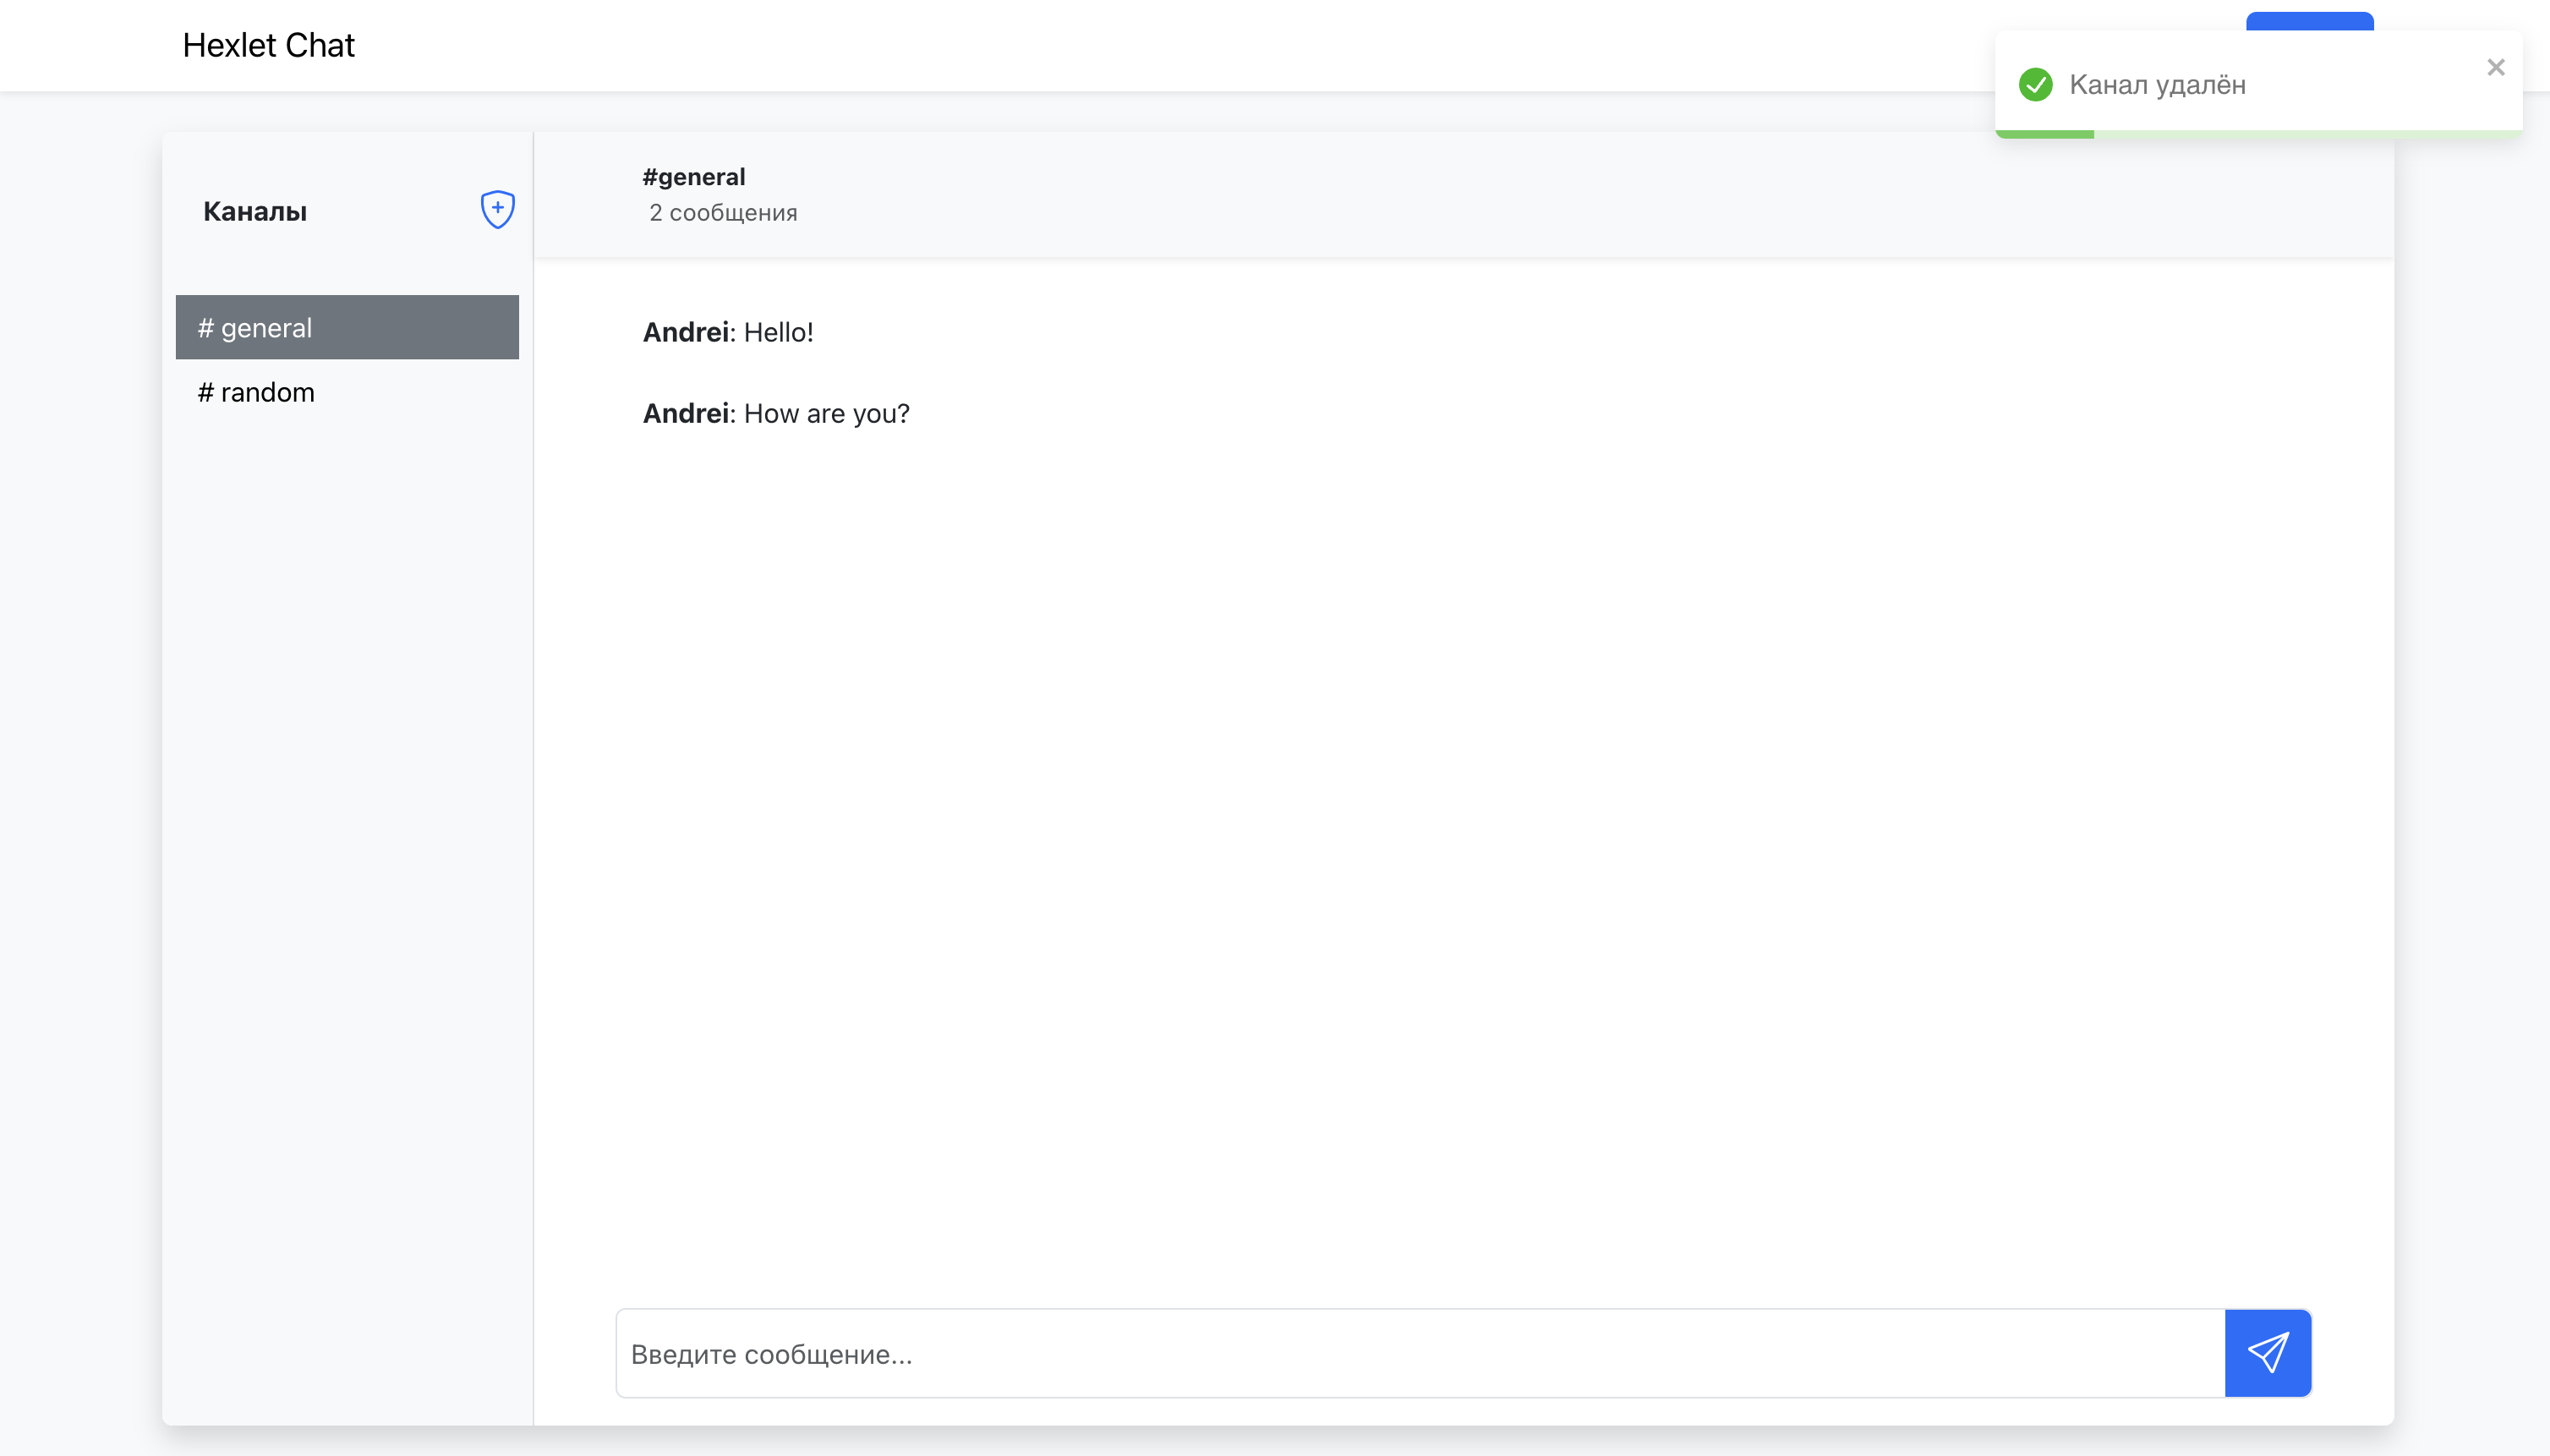 Hexlet Chat
Канал удалён
Каналы
# general
# random
#general
2 сообщения
Andrei: Hello!
Andrei: How are you?
Введите сообщение...